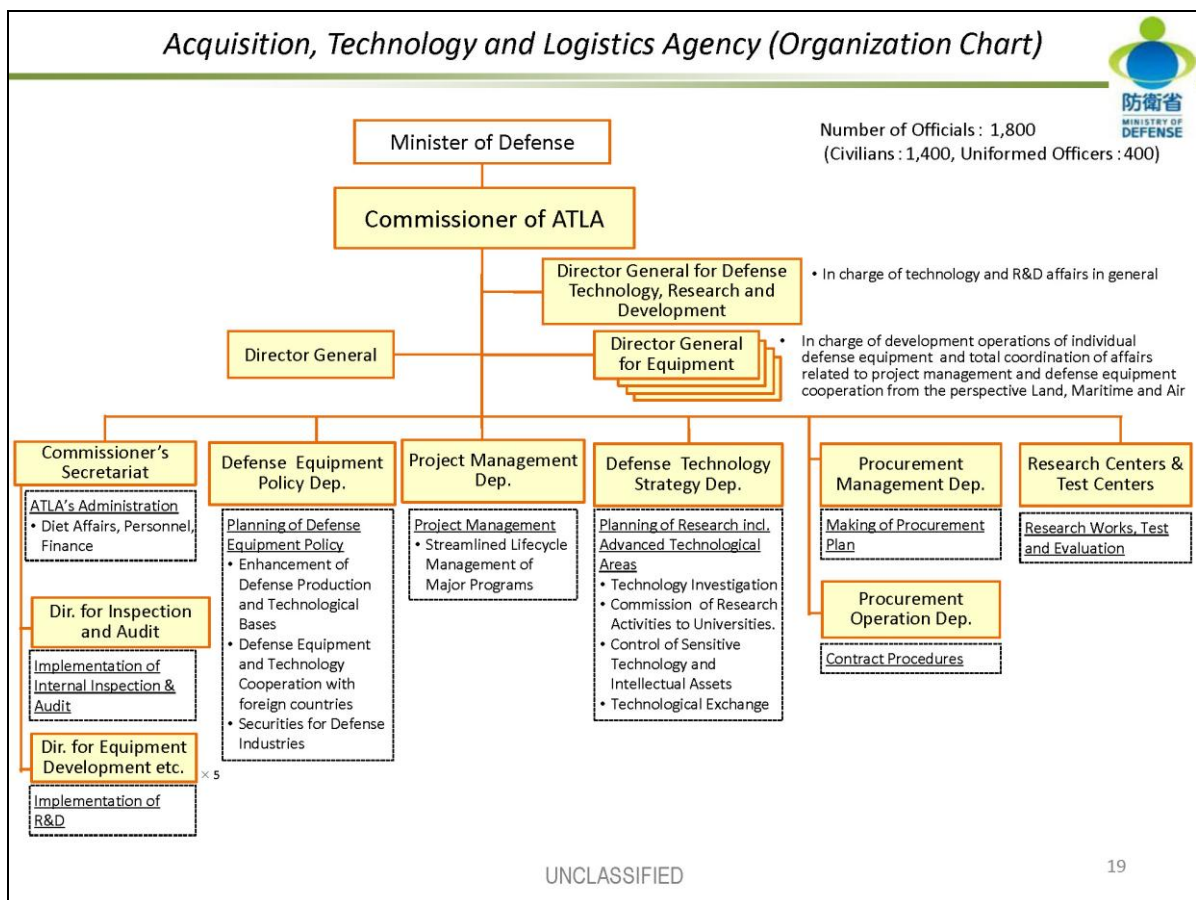 Acquisition, Technology and Logistics Agency (Organization Chart)
防衛省
MINISTRY OF
DEFENSE
Number of Officials : 1,800
(Civilians : 1,400, Uniformed Officers : 400)
Minister of Defense
Commissioner of ATLA
Director General for Defense
Technology, Research and
Development
• In charge of technology and R&D affairs in general
Director General
Director General
for Equipment
• In charge of development operations of individual
defense equipment and total coordination of affairs
related to project management and defense equipment
cooperation from the perspective Land, Maritime and Air
Commissioner's
Secretariat
ATLA's Administration
• Diet Affairs, Personnel,
Finance
Dir. for Inspection
and Audit
Implementation of
Internal Inspection &
Audit
Dir. for Equipment
Development etc.
× 5
Implementation of
R&D
Defense Equipment
Policy Dep.
Planning of Defense
Equipment Policy
• Enhancement of
Defense Production
and Technological
Bases
• Defense Equipment
and Technology
Cooperation with
foreign countries
• Securities for Defense
Industries
Project Management
Dep.
Project Management
• Streamlined Lifecycle
Management of
Major Programs
Defense Technology
Strategy Dep.
Planning of Research incl.
Advanced Technological
Areas
• Technology Investigation
• Commission of Research
Activities to Universities.
• Control of Sensitive
Technology and
Intellectual Assets
• Technological Exchange
Procurement
Management Dep.
Making of Procurement
Plan
Procurement
Operation Dep.
Contract Procedures
Research Centers &
Test Centers
Research Works, Test
and Evaluation
UNCLASSIFIED
19